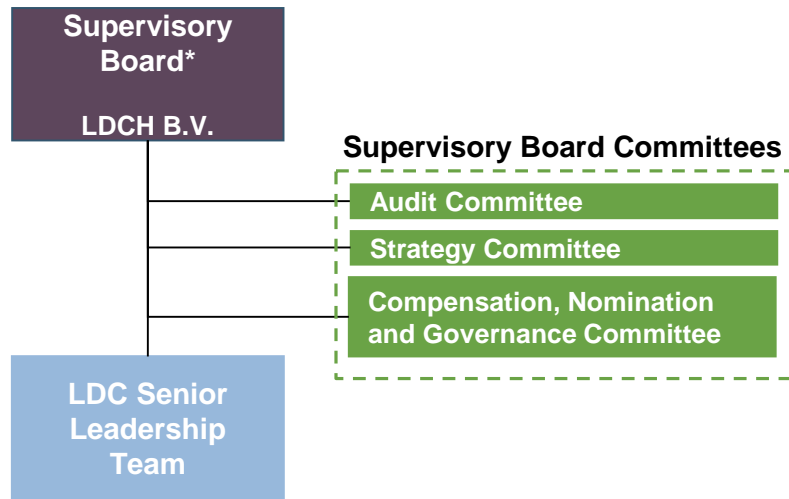 Supervisory
Board*
LDCH B.V.
Supervisory Board Committees
Audit Committee
Strategy Committee
Compensation, Nomination
and Governance Committee
LDC Senior
Leadership
Team